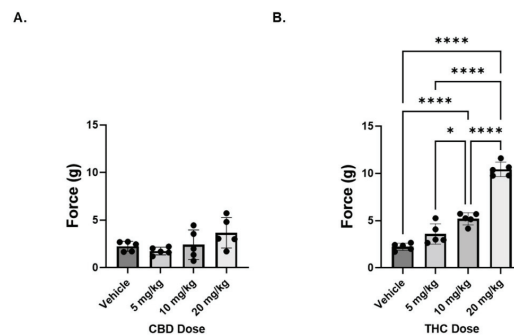 A.
B.
****
****
****
*
****
15
10
5
0
Force (g)
Vehicle
5 mg/kg
10 mg/kg
20 mg/kg
CBD Dose
15
10
5
0
Force (g)
Vehicle
5 mg/kg
10 mg/kg
20 mg/kg
THC Dose